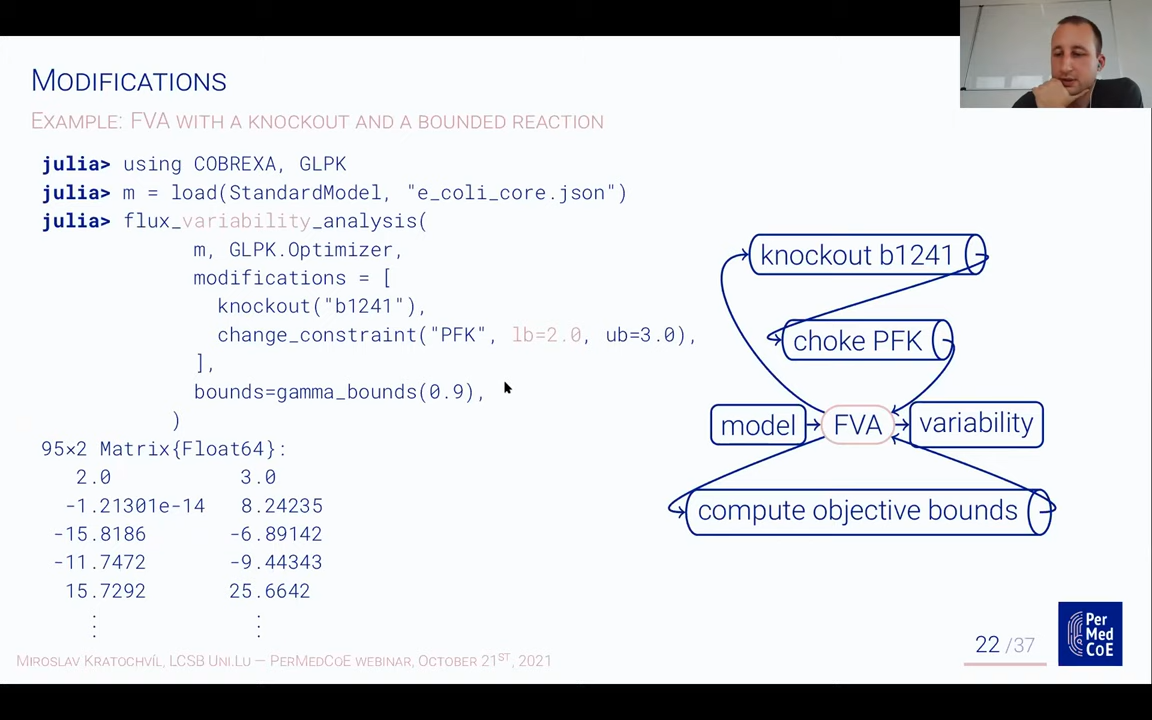 MODIFICATIONS
EXAMPLE: FVA WITH A KNOCKOUT AND A BOUNDED REACTION
julia> using COBREXA, GLPK
julia> m = load(StandardModel, "e_coli_core.json")
julia> flux_variability_analysis(
m, GLPK.Optimizer,
modifications = [
knockout("b1241"),
change_constraint("PFK", lb=2.0, ub=3.0),
],
bounds=gamma_bounds(0.9),
)
95×2 Matrix{Float64}:
2.0 3.0
-1.21301e-14 8.24235
-15.8186 -6.89142
-11.7472 -9.44343
15.7292 25.6642
⋮ ⋮
knockout b1241
choke PFK
model FVA variability
compute objective bounds
MIROSLAV KRATOCHVÍL, LCSB UNI.LU — PERMEDCOE WEBINAR, OCTOBER 21ST, 2021
22 /37
Per
Med
CoE